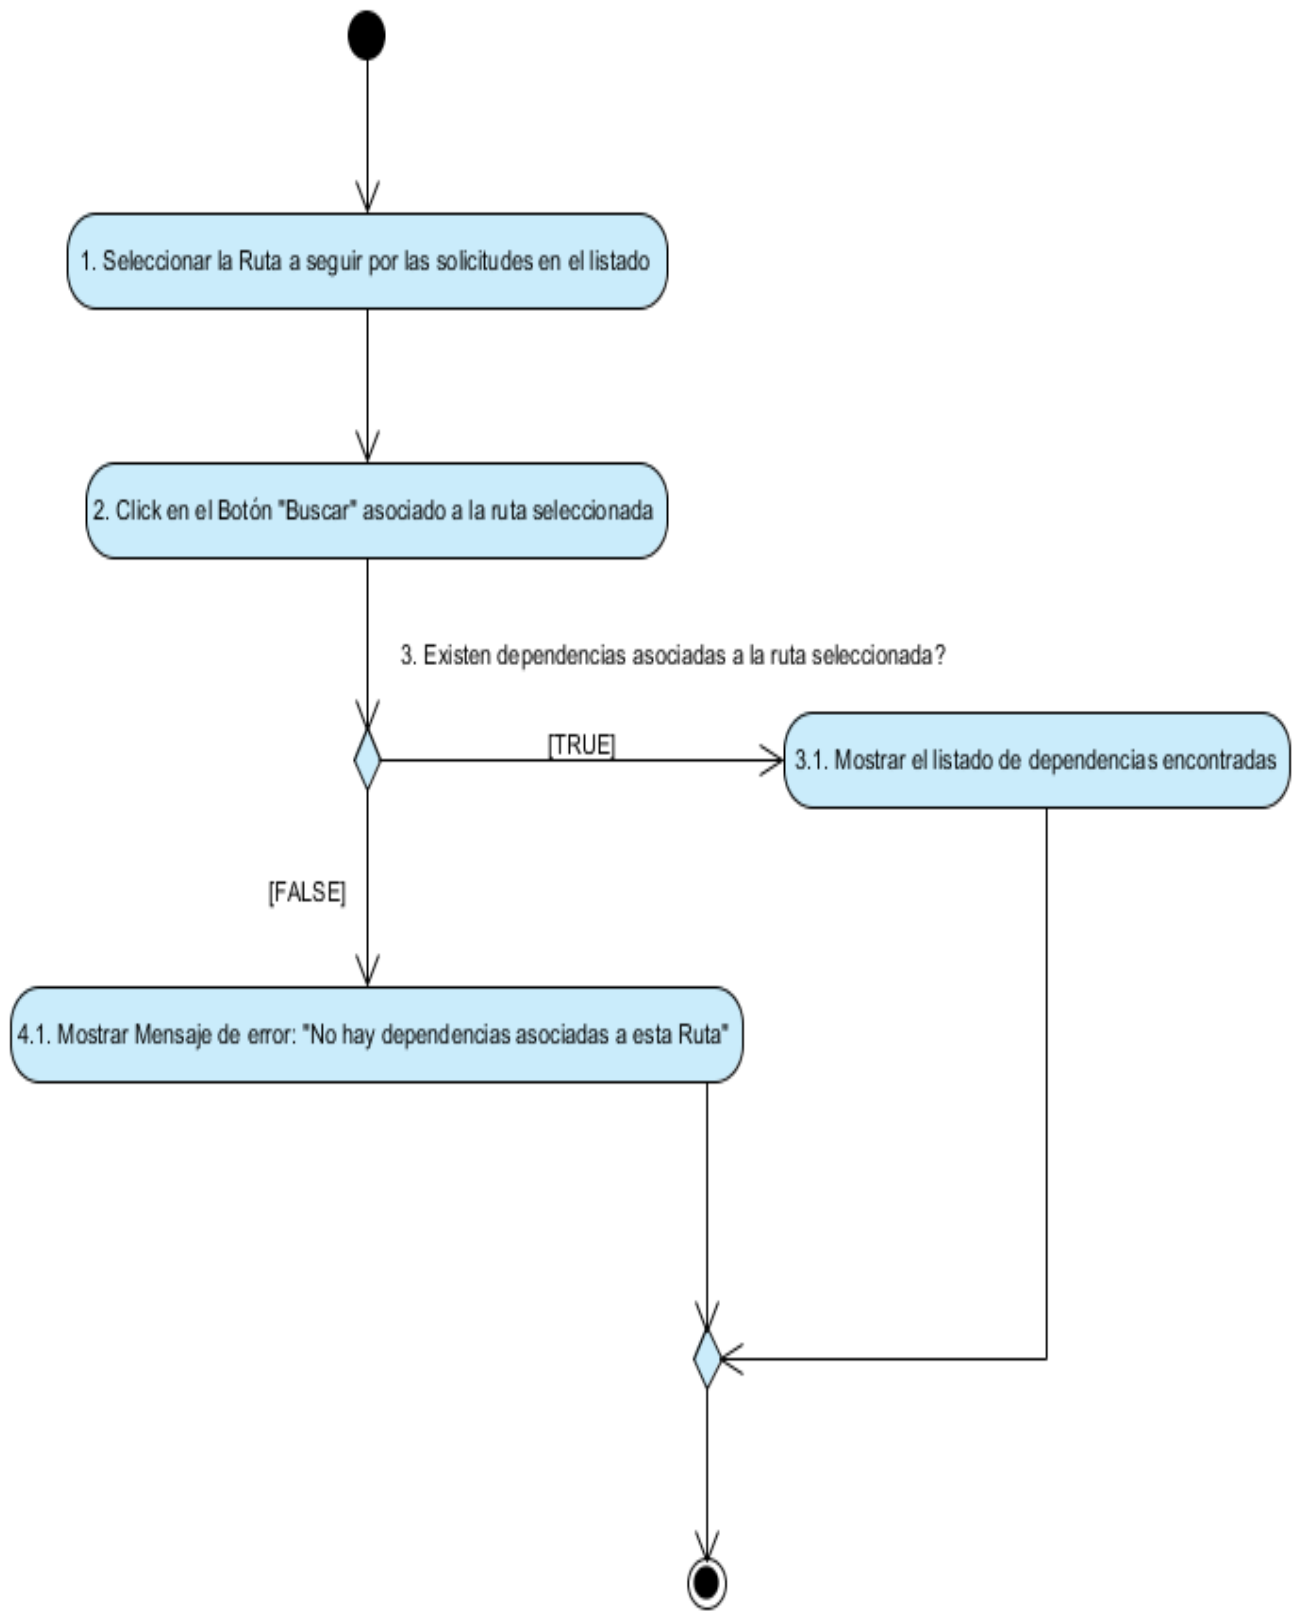 1. Seleccionar la Ruta a seguir por las solicitudes en el listado
2. Click en el Botón "Buscar" asociado a la ruta seleccionada
3. Existen dependencias asociadas a la ruta seleccionada?
[TRUE]
3.1. Mostrar el listado de dependencias encontradas
[FALSE]
4.1. Mostrar Mensaje de error: "No hay dependencias asociadas a esta Ruta"